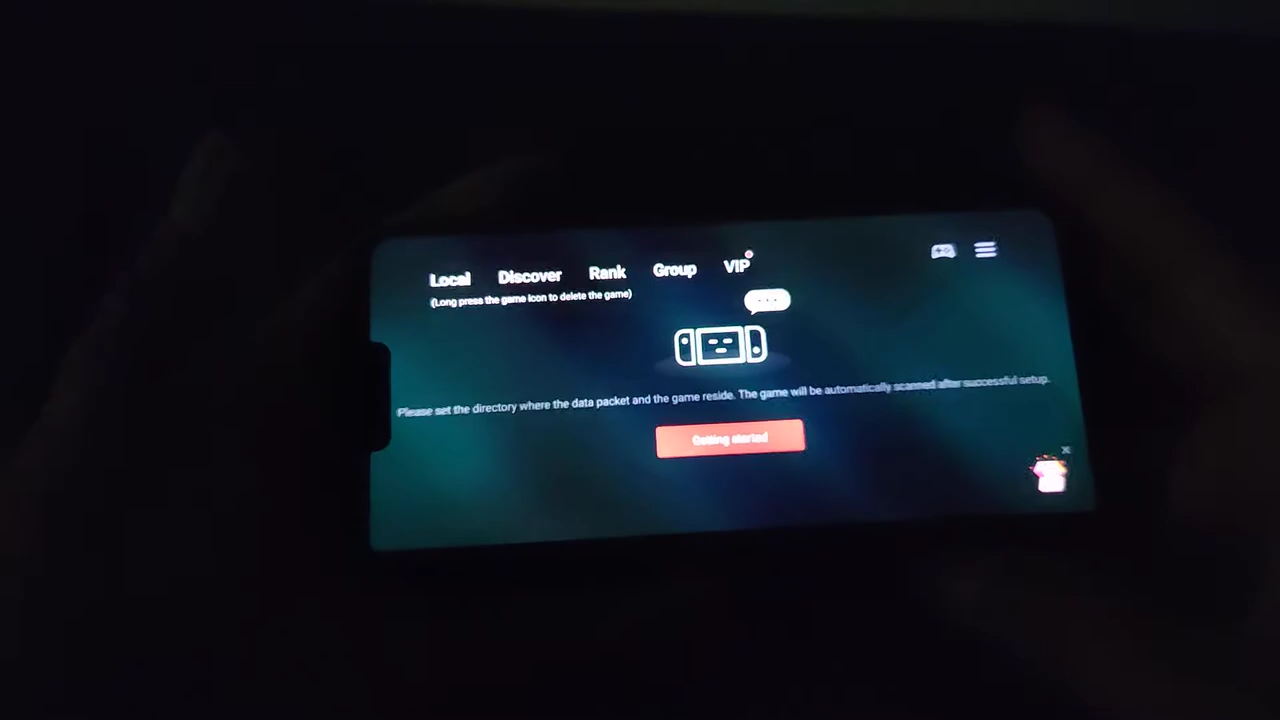 Local Discover Rank Group VIP
(Long press the game icon to delete the game)
Please set the directory where the data packet and the game reside. The game will be automatically scanned after successful setup.
Getting started